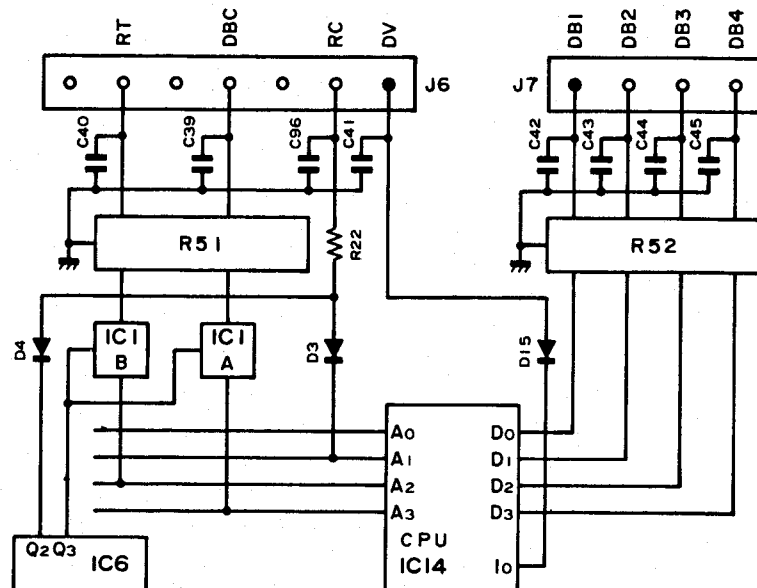 RT DBC RC DV DB1 DB2 DB3 DB4
J6 J7
C40 C39 C96 C41 C42 C43 C44 C45
R51 R22 R52
D4 IC1 B IC1 A D3 D15
A0 D0
A1 D1
A2 D2
A3 D3
CPU
IC14 I0
Q2 Q3 IC6